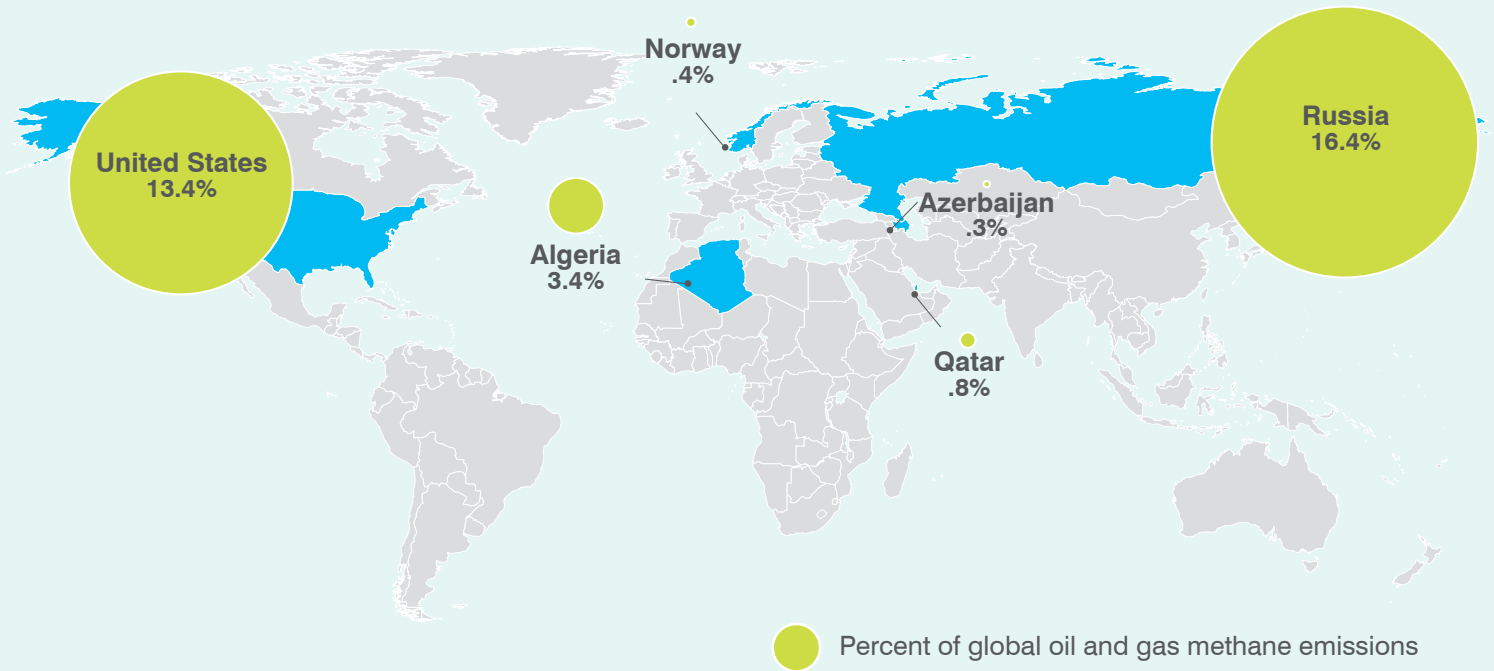 Norway
.4%
United States
13.4%
Russia
16.4%
Algeria
3.4%
Azerbaijan
.3%
Qatar
.8%
Percent of global oil and gas methane emissions